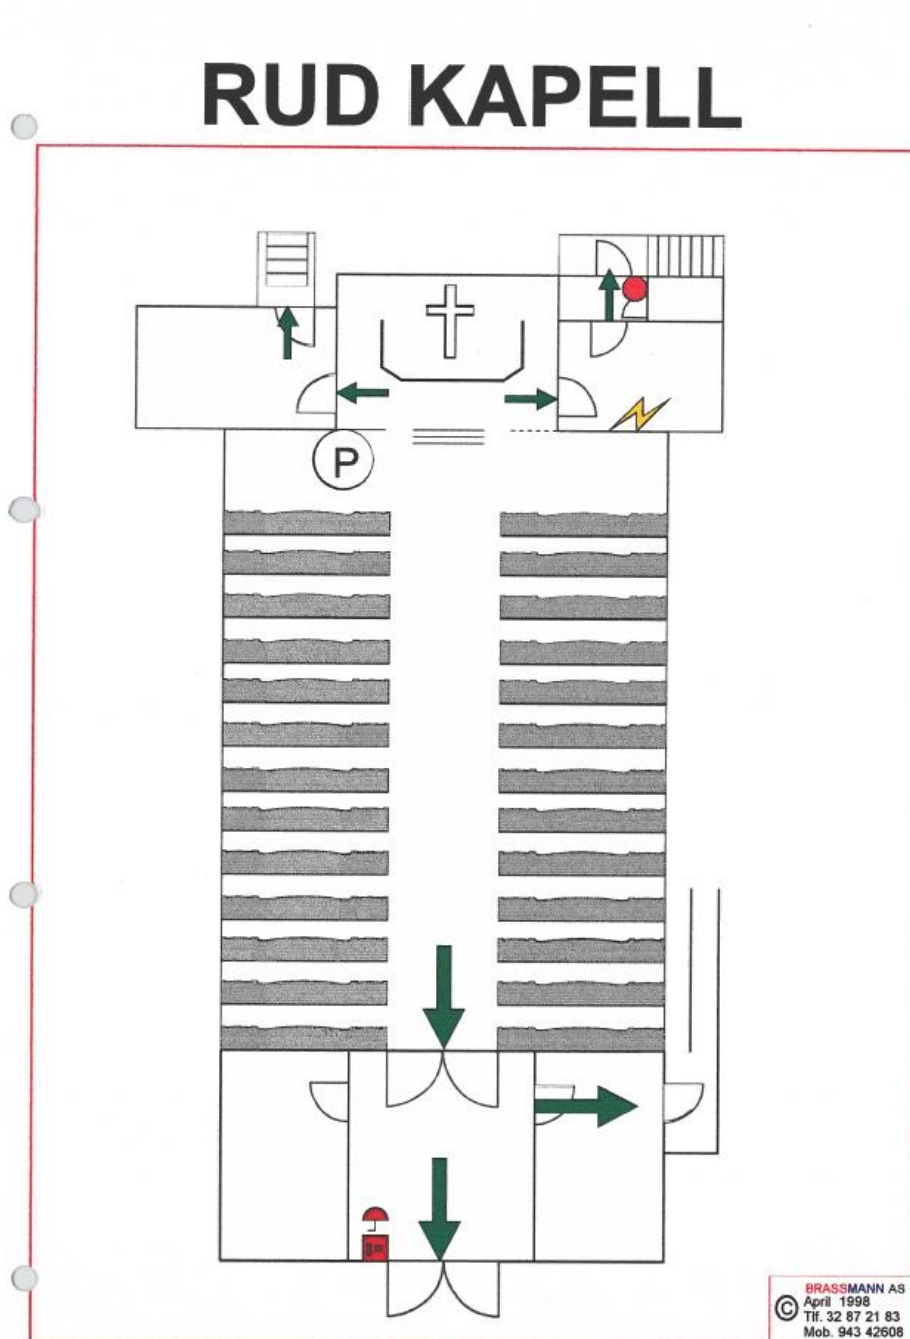 RUD KAPELL
P
BRASSMANN AS
© April 1998
Tlf. 32 87 21 83
Mob. 943 42608